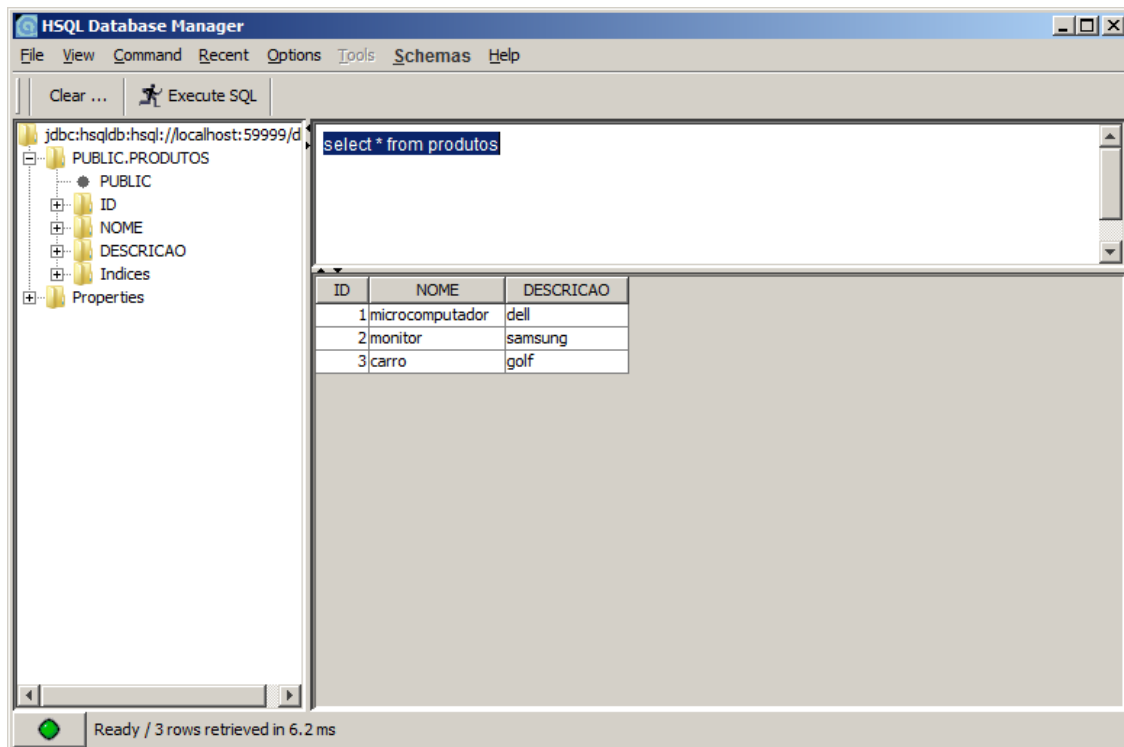 HSQL Database Manager
File View Command Recent Options Tools Schemas Help
Clear ... Execute SQL
jdbc:hsqldb:hsql://localhost:59999/d
PUBLIC.PRODUTOS
PUBLIC
ID
NOME
DESCRICAO
Indices
Properties
select * from produtos
ID NOME DESCRICAO
1 microcomputador dell
2 monitor samsung
3 carro golf
Ready / 3 rows retrieved in 6.2 ms